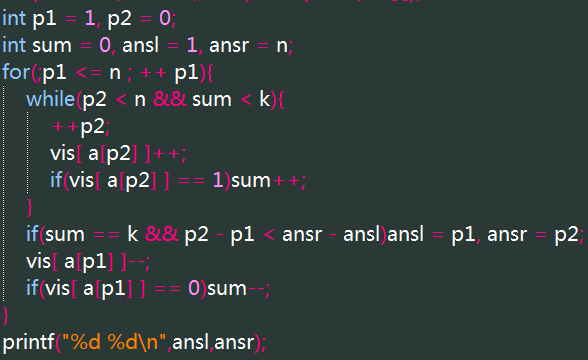 int p1 = 1, p2 = 0;
int sum = 0, ansl = 1, ansr = n;
for(;p1 <= n ; ++ p1){
while(p2 < n && sum < k){
++p2;
vis[ a[p2] ]++;
if(vis[ a[p2] ] == 1)sum++;
}
if(sum == k && p2 - p1 < ansr - ansl)ansl = p1, ansr = p2;
vis[ a[p1] ]--;
if(vis[ a[p1] ] == 0)sum--;
}
printf("%d %d\n",ansl,ansr);